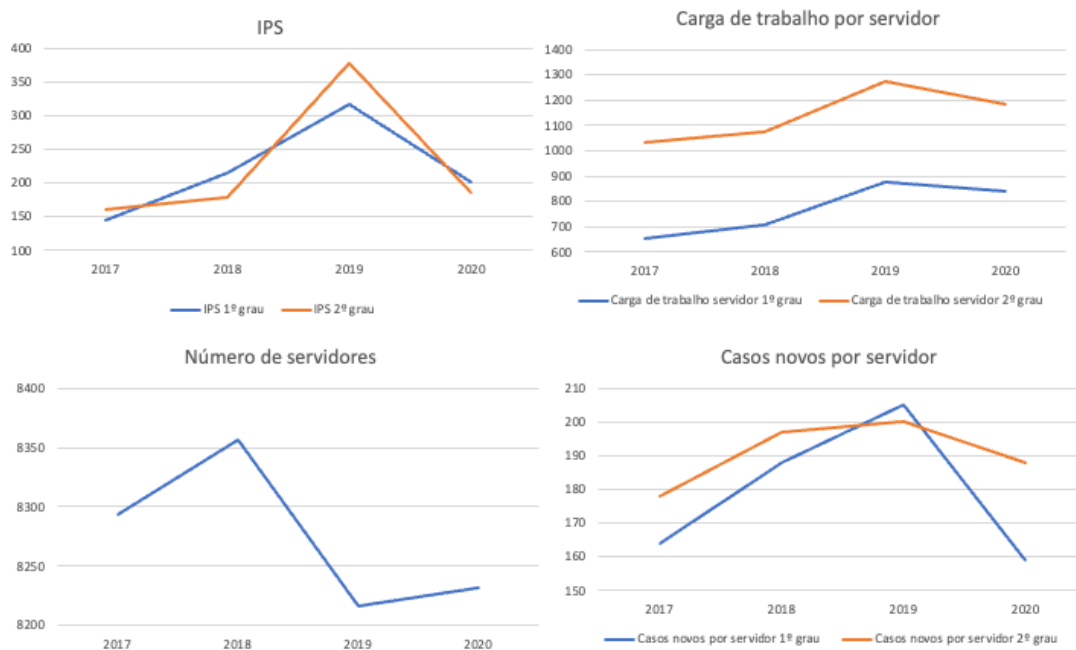 IPS
400
350
300
250
200
150
100
2017 2018 2019 2020
IPS 1º grau IPS 2º grau
Carga de trabalho por servidor
1400
1300
1200
1100
1000
900
800
700
600
2017 2018 2019 2020
Carga de trabalho servidor 1º grau Carga de trabalho servidor 2º grau
Número de servidores
8400
8350
8300
8250
8200
2017 2018 2019 2020
Casos novos por servidor
210
200
190
180
170
160
150
2017 2018 2019 2020
Casos novos por servidor 1º grau Casos novos por servidor 2º grau